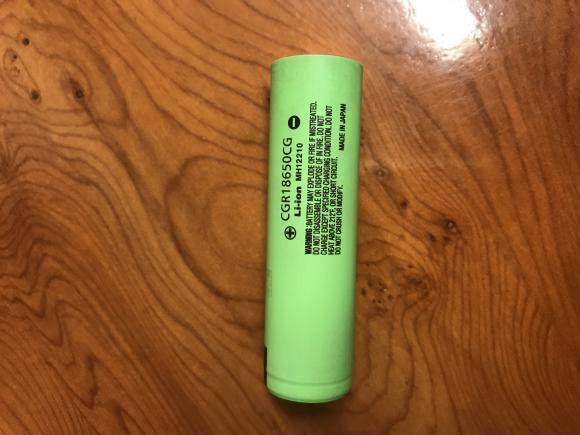 ⊕ CGR18650CG ⊖
Li-ion MH12210
WARNING: BATTERY MAY EXPLODE OR FIRE IF MISTREATED.
DO NOT DISASSEMBLE OR DISPOSE OF IN FIRE, DO NOT
CHARGE EXCEPT SPECIFIED CHARGING CONDITION, DO NOT
HEAT ABOVE 212°F, OR SHORT CIRCUIT.
DO NOT CRUSH OR MODIFY. MADE IN JAPAN